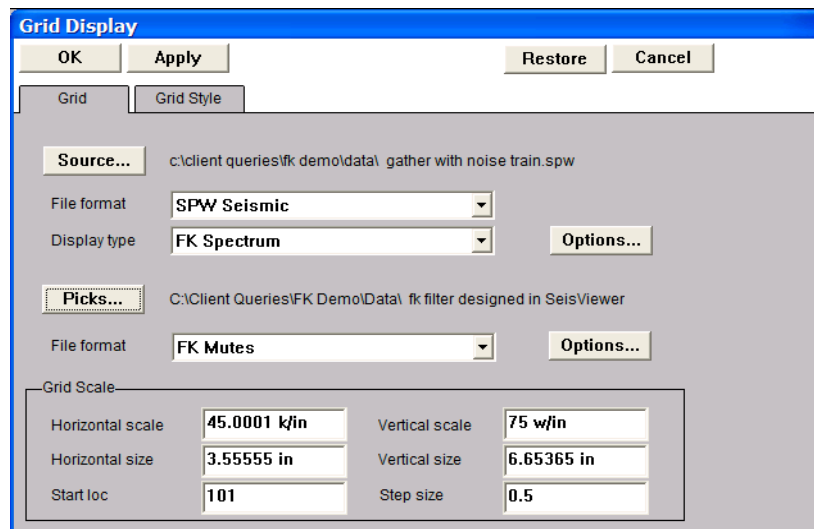 Grid Display
OK Apply Restore Cancel
Grid Grid Style
Source... c:\client queries\fk demo\data\ gather with noise train.spw
File format SPW Seismic
Display type FK Spectrum Options...
Picks... C:\Client Queries\FK Demo\Data\ fk filter designed in SeisViewer
File format FK Mutes Options...
Grid Scale
Horizontal scale 45.0001 k/in Vertical scale 75 w/in
Horizontal size 3.55555 in Vertical size 6.65365 in
Start loc 101 Step size 0.5